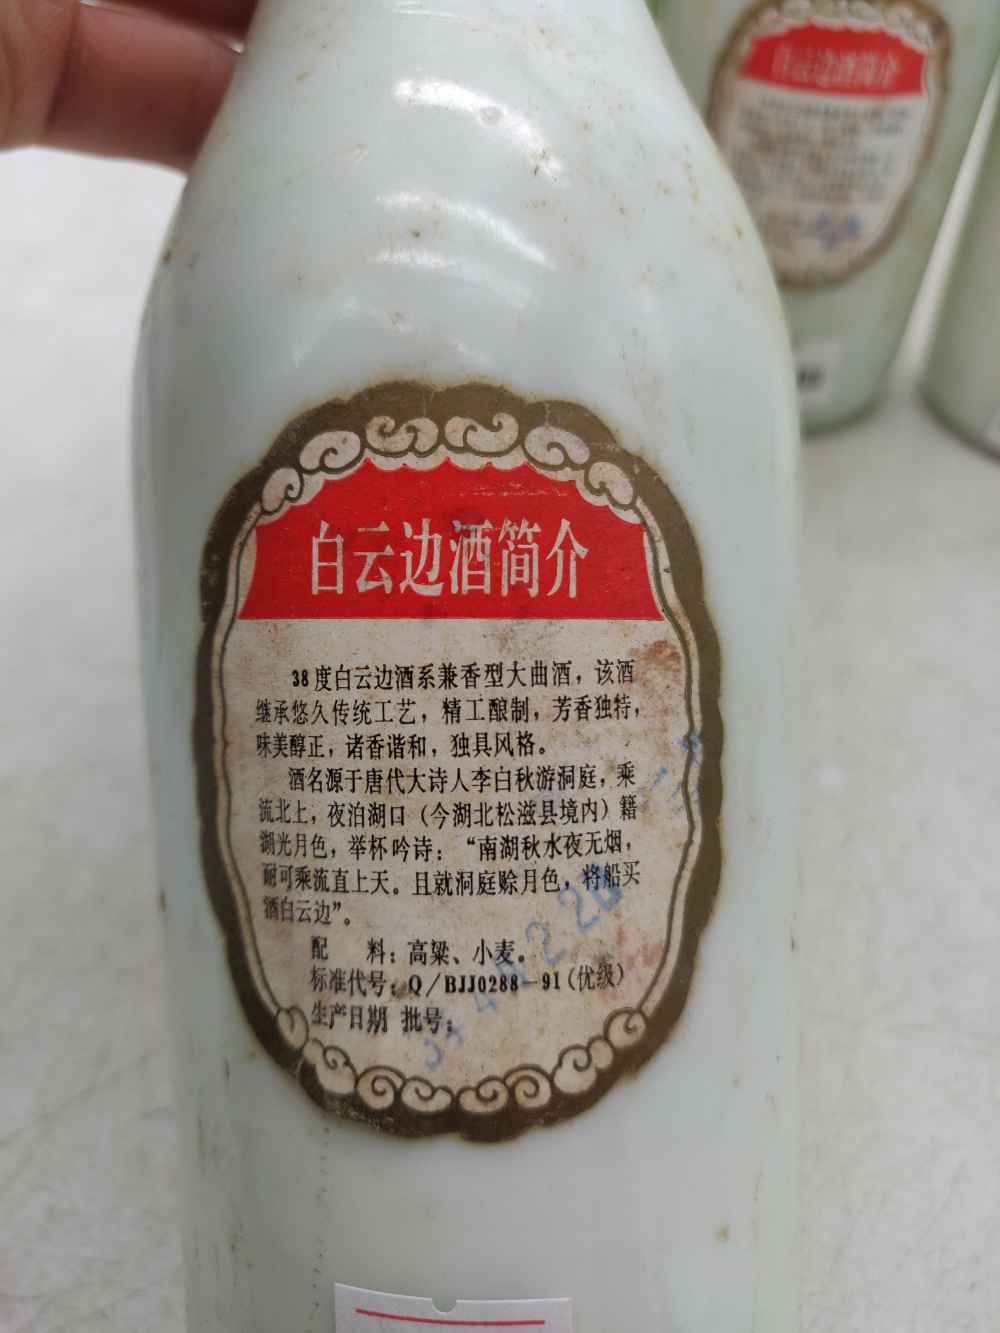 白云边酒简介
38度白云边酒系兼香型大曲酒，该酒
继承悠久传统工艺，精工酿制，芳香独特，
味美醇正，诸香谐和，独具风格。
酒名源于唐代大诗人李白秋游洞庭，乘
流北上，夜泊湖口（今湖北松滋县境内）籍
湖光月色，举杯吟诗：“南湖秋水夜无烟，
耐可乘流直上天。且就洞庭赊月色，将船买
酒白云边”。
配 料：高粱、小麦。
标准代号：Q/BJJ0288—91（优级）
生产日期 批号：
白云边酒简介